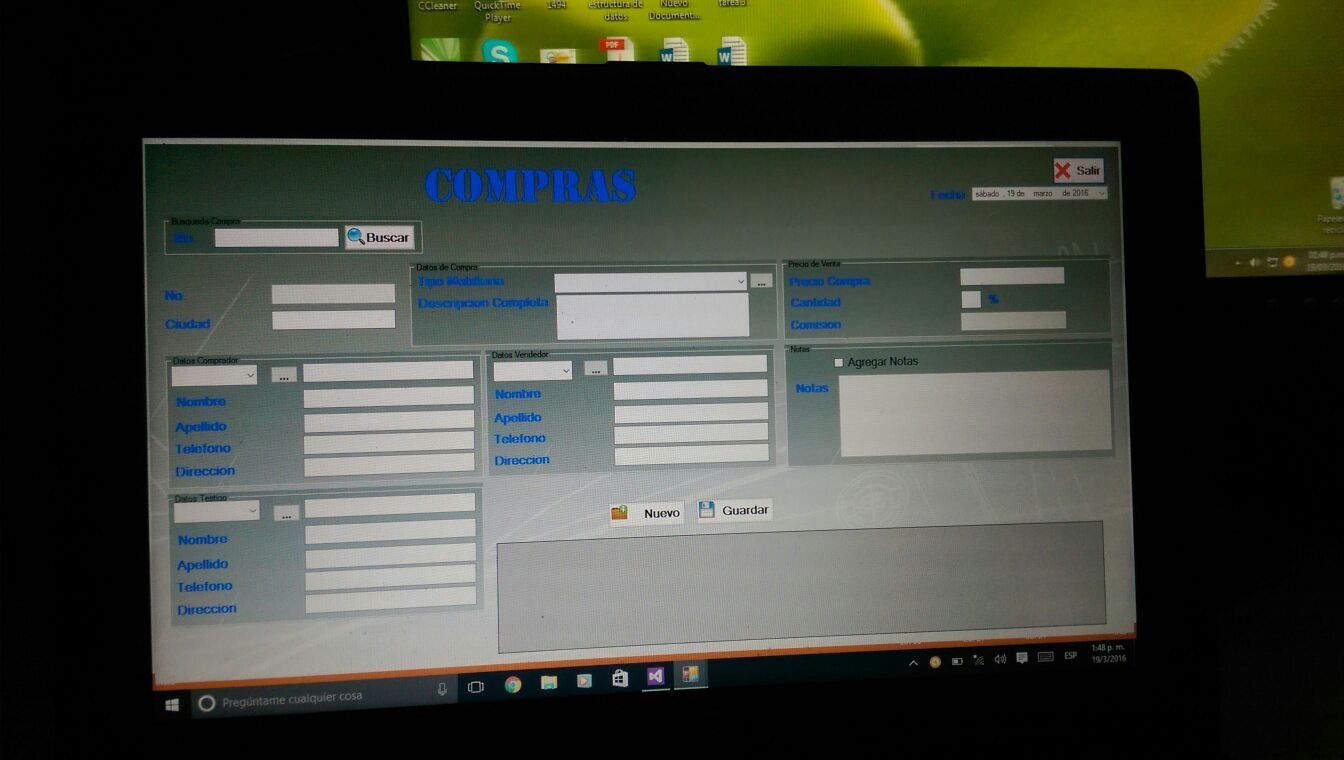 CCleaner
QuickTime
Player
1494
estructura de
datos
Nuevo
Document...
PDF
COMPRAS
Salir
Fecha
sábado , 19 de marzo de 2016
Busqueda Compra
Buscar
Datos de Compra
Tipo Mobiliario
...
Descripcion Completa
Precio de Venta
Precio Compra
Cantidad
%
Comision
No.
Ciudad
Datos Comprador
...
Nombre
Apellido
Telefono
Direccion
Datos Vendedor
...
Nombre
Apellido
Telefono
Direccion
Notas
Agregar Notas
Notas
Datos Testigo
...
Nombre
Apellido
Telefono
Direccion
Nuevo
Guardar
Pregúntame cualquier cosa
ESP
1:48 p. m.
19/3/2016